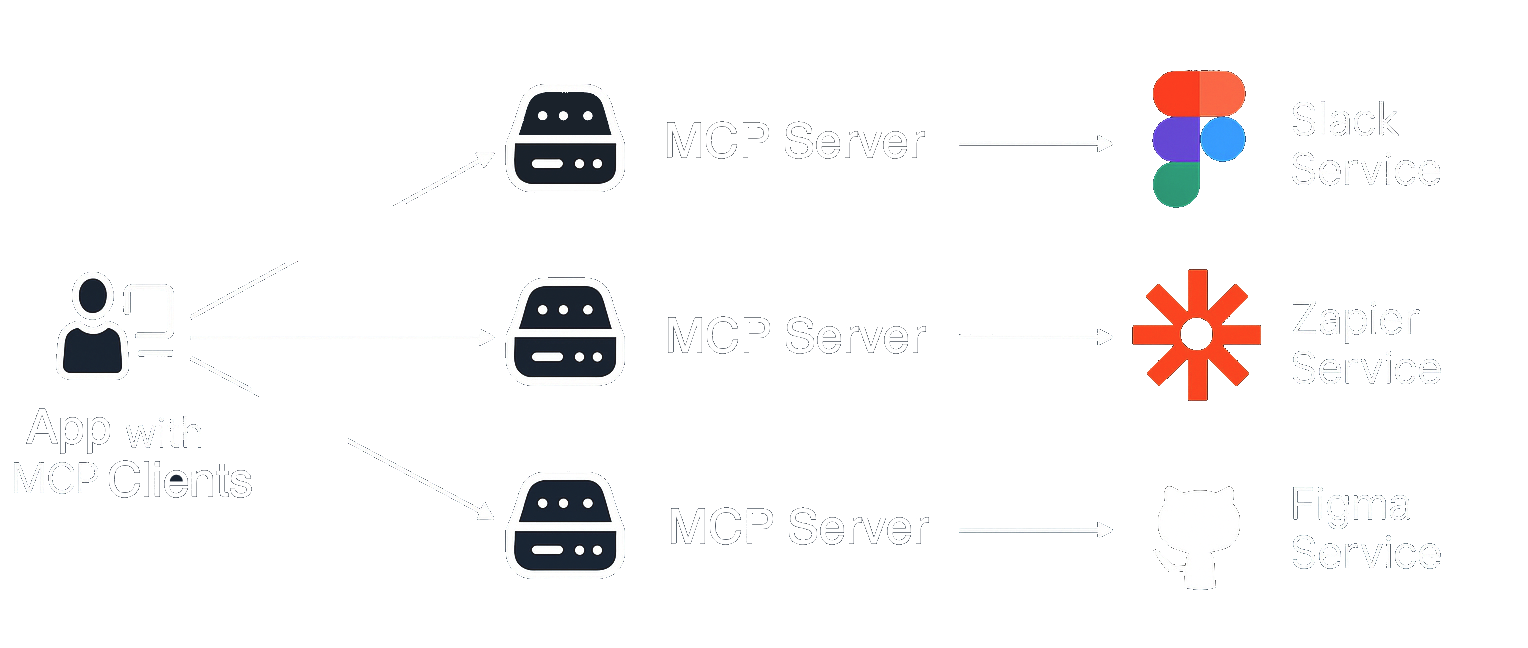 MCP Server
Slack
Service
MCP Server
Zapier
Service
App with
MCP Clients
MCP Server
Figma
Service